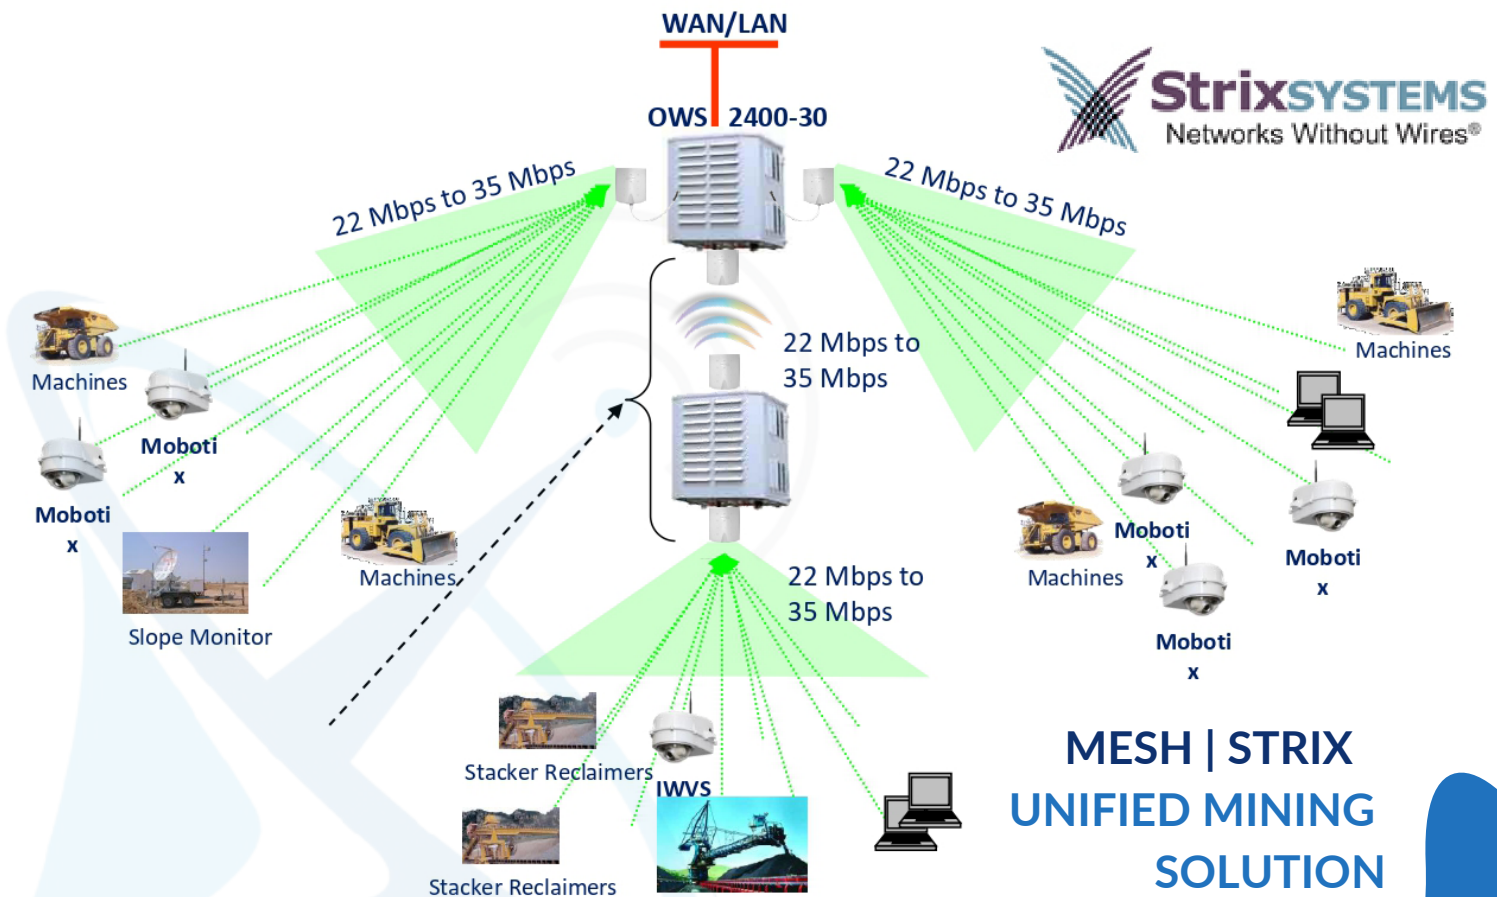 WAN/LAN
OWS 2400-30
StrixSYSTEMS
Networks Without Wires®
22 Mbps to 35 Mbps
22 Mbps to 35 Mbps
22 Mbps to
35 Mbps
Machines
Moboti
x
Moboti
x
Slope Monitor
Machines
Machines
Machines
Moboti
x
Moboti
x
Moboti
x
22 Mbps to
35 Mbps
Stacker Reclaimers
IWVS
Stacker Reclaimers
MESH | STRIX
UNIFIED MINING
SOLUTION